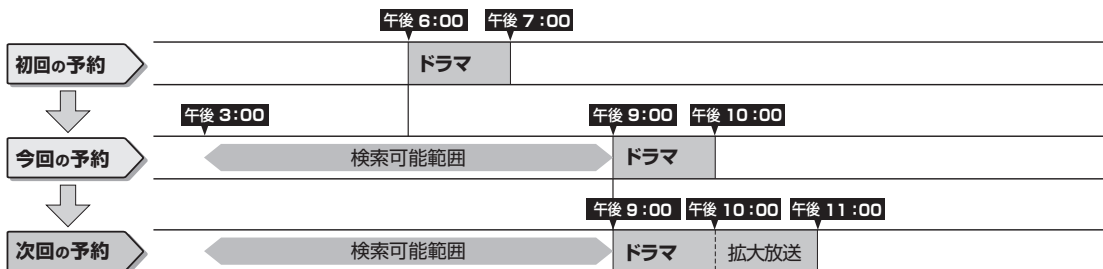 午後 6:00 午後 7:00
初回の予約 ドラマ
午後 3:00 午後 9:00 午後 10:00
今回の予約 検索可能範囲 ドラマ
午後 9:00 午後 10:00 午後 11:00
次回の予約 検索可能範囲 ドラマ 拡大放送